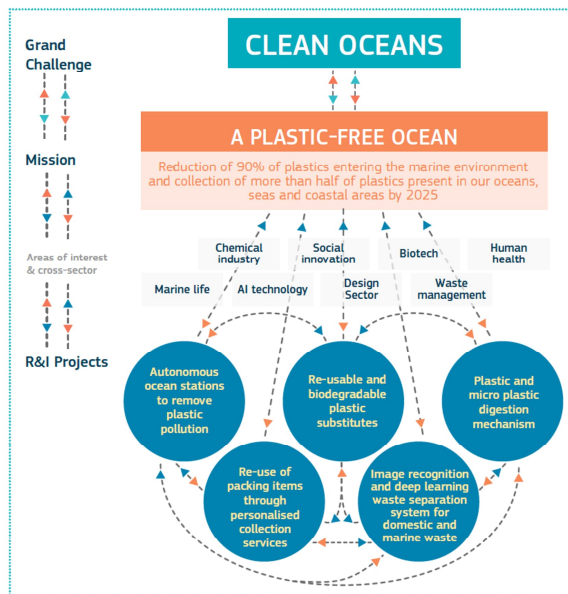 Grand
Challenge
CLEAN OCEANS
Mission
A PLASTIC-FREE OCEAN
Reduction of 90% of plastics entering the marine environment
and collection of more than half of plastics present in our oceans,
seas and coastal areas by 2025
Areas of interest
& cross-sector
Chemical
industry
Social
innovation
Biotech
Human
health
Marine life
AI technology
Design
Sector
Waste
management
R&I Projects
Autonomous
ocean stations
to remove
plastic
pollution
Re-usable and
biodegradable
plastic
substitutes
Plastic and
micro plastic
digestion
mechanism
Re-use of
packing items
through
personalised
collection
services
Image recognition
and deep learning
waste separation
system for
domestic and
marine waste